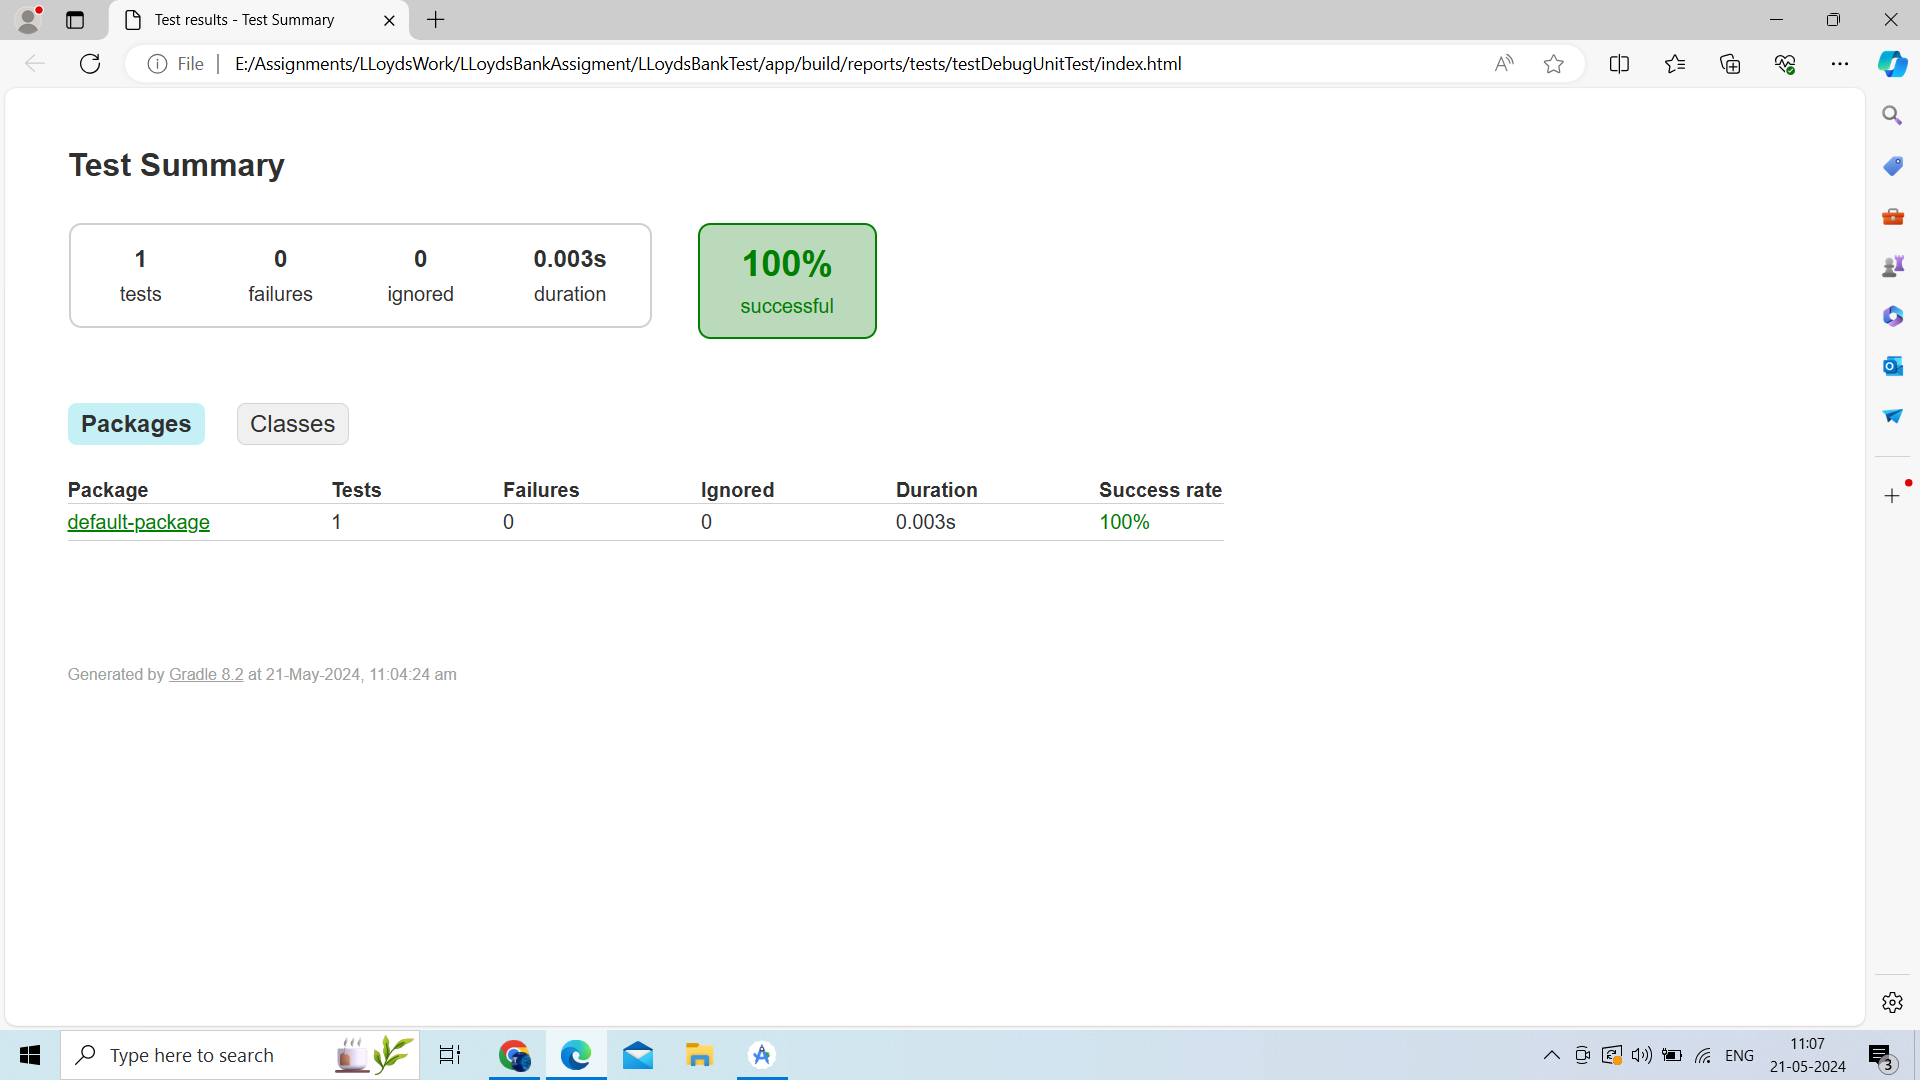 Test results - Test Summary
File
E:/Assignments/LLoydsWork/LLoydsBankAssigment/LLoydsBankTest/app/build/reports/tests/testDebugUnitTest/index.html
Test Summary
1 0 0 0.003s
tests failures ignored duration
100%
successful
Packages Classes
Package Tests Failures Ignored Duration Success rate
default-package 1 0 0 0.003s 100%
Generated by Gradle 8.2 at 21-May-2024, 11:04:24 am
Type here to search
ENG
11:07
21-05-2024
3